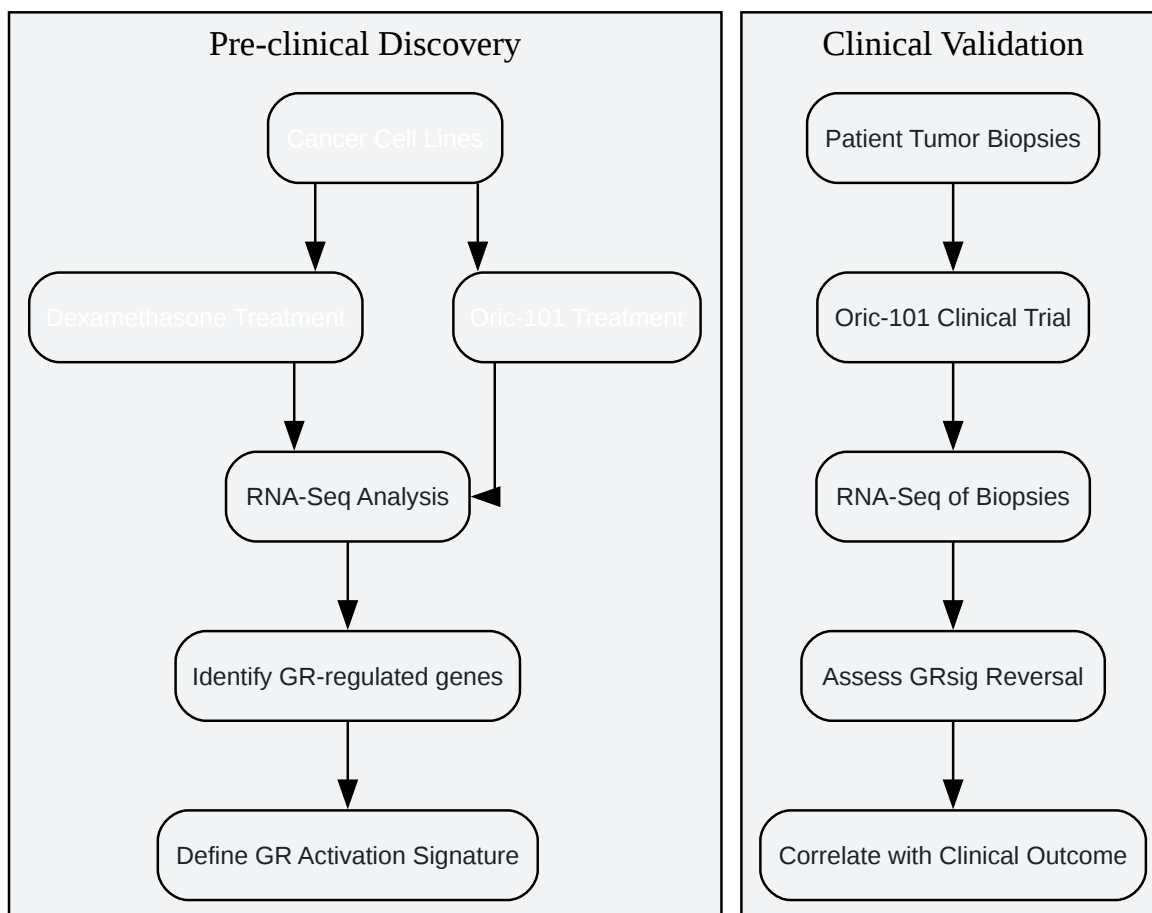 Pre-clinical Discovery
Cancer Cell Lines
Dexamethasone Treatment
Oric-101 Treatment
RNA-Seq Analysis
Identify GR-regulated genes
Define GR Activation Signature
Clinical Validation
Patient Tumor Biopsies
Oric-101 Clinical Trial
RNA-Seq of Biopsies
Assess GRsig Reversal
Correlate with Clinical Outcome